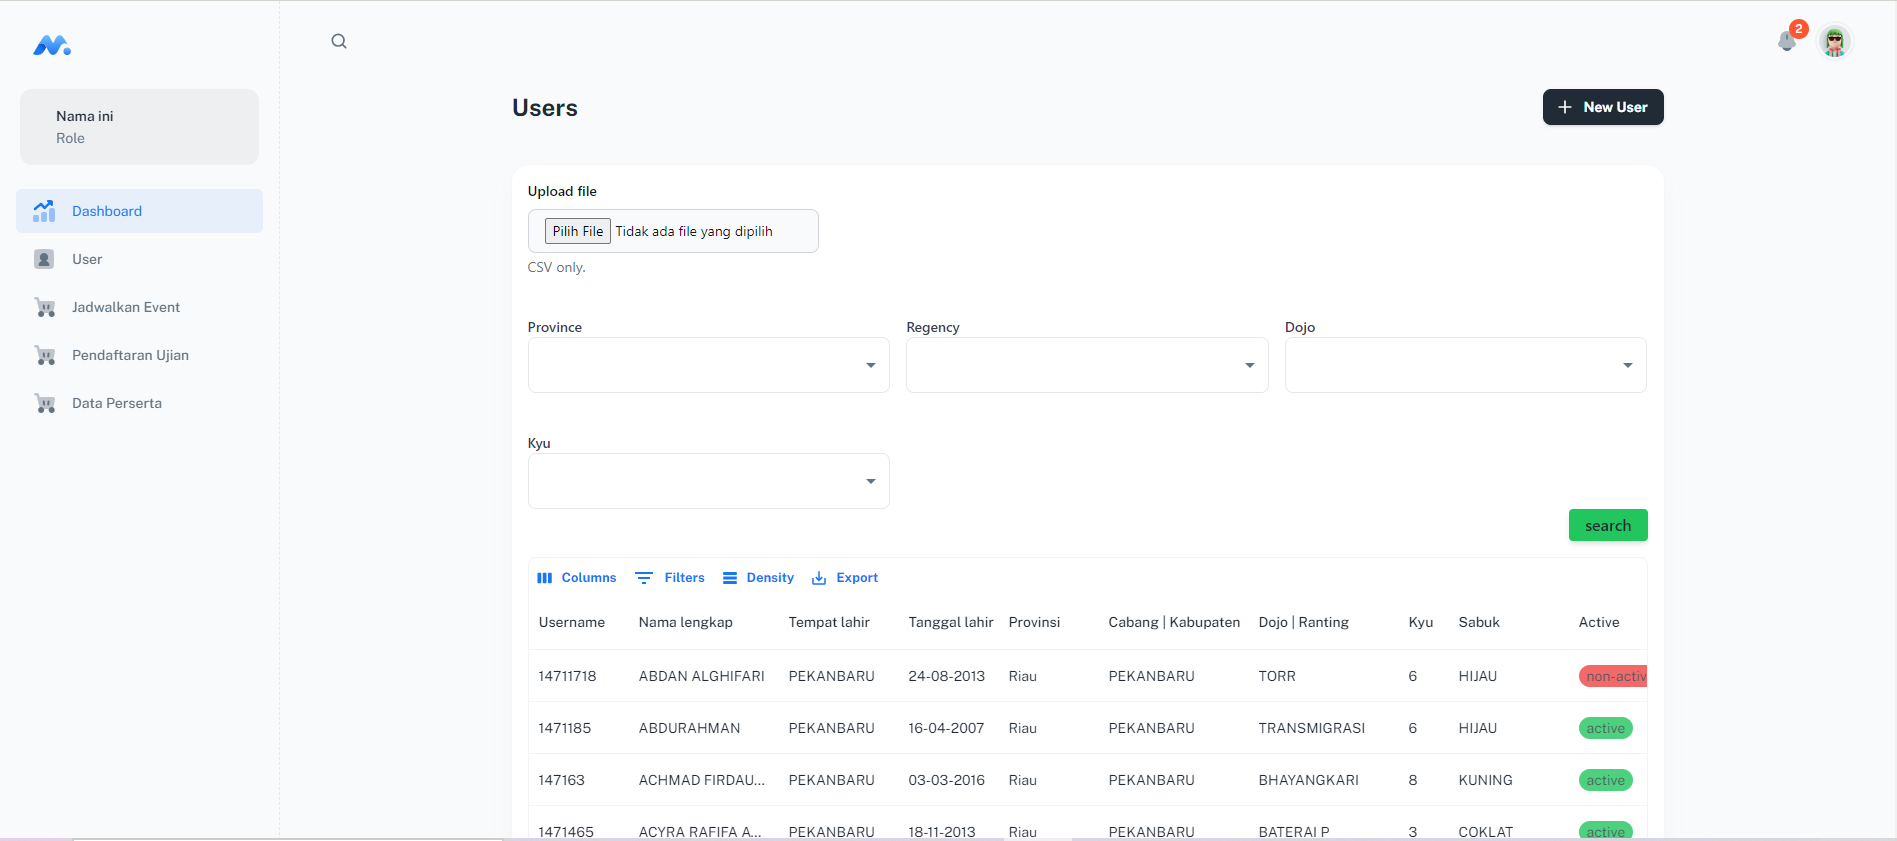 2
Nama ini
Role
Dashboard
User
Jadwalkan Event
Pendaftaran Ujian
Data Perserta
Users
New User
Upload file
Pilih File Tidak ada file yang dipilih
CSV only.
Province Regency Dojo
Kyu
search
Columns Filters Density Export
Username Nama lengkap Tempat lahir Tanggal lahir Provinsi Cabang | Kabupaten Dojo | Ranting Kyu Sabuk Active
14711718 ABDAN ALGHIFARI PEKANBARU 24-08-2013 Riau PEKANBARU TORR 6 HIJAU non-activ
1471185 ABDURAHMAN PEKANBARU 16-04-2007 Riau PEKANBARU TRANSMIGRASI 6 HIJAU active
147163 ACHMAD FIRDAU... PEKANBARU 03-03-2016 Riau PEKANBARU BHAYANGKARI 8 KUNING active
1471465 ACYRA RAFIFA A... PEKANBARU 18-11-2013 Riau PEKANBARU BATERAI P 3 COKLAT active